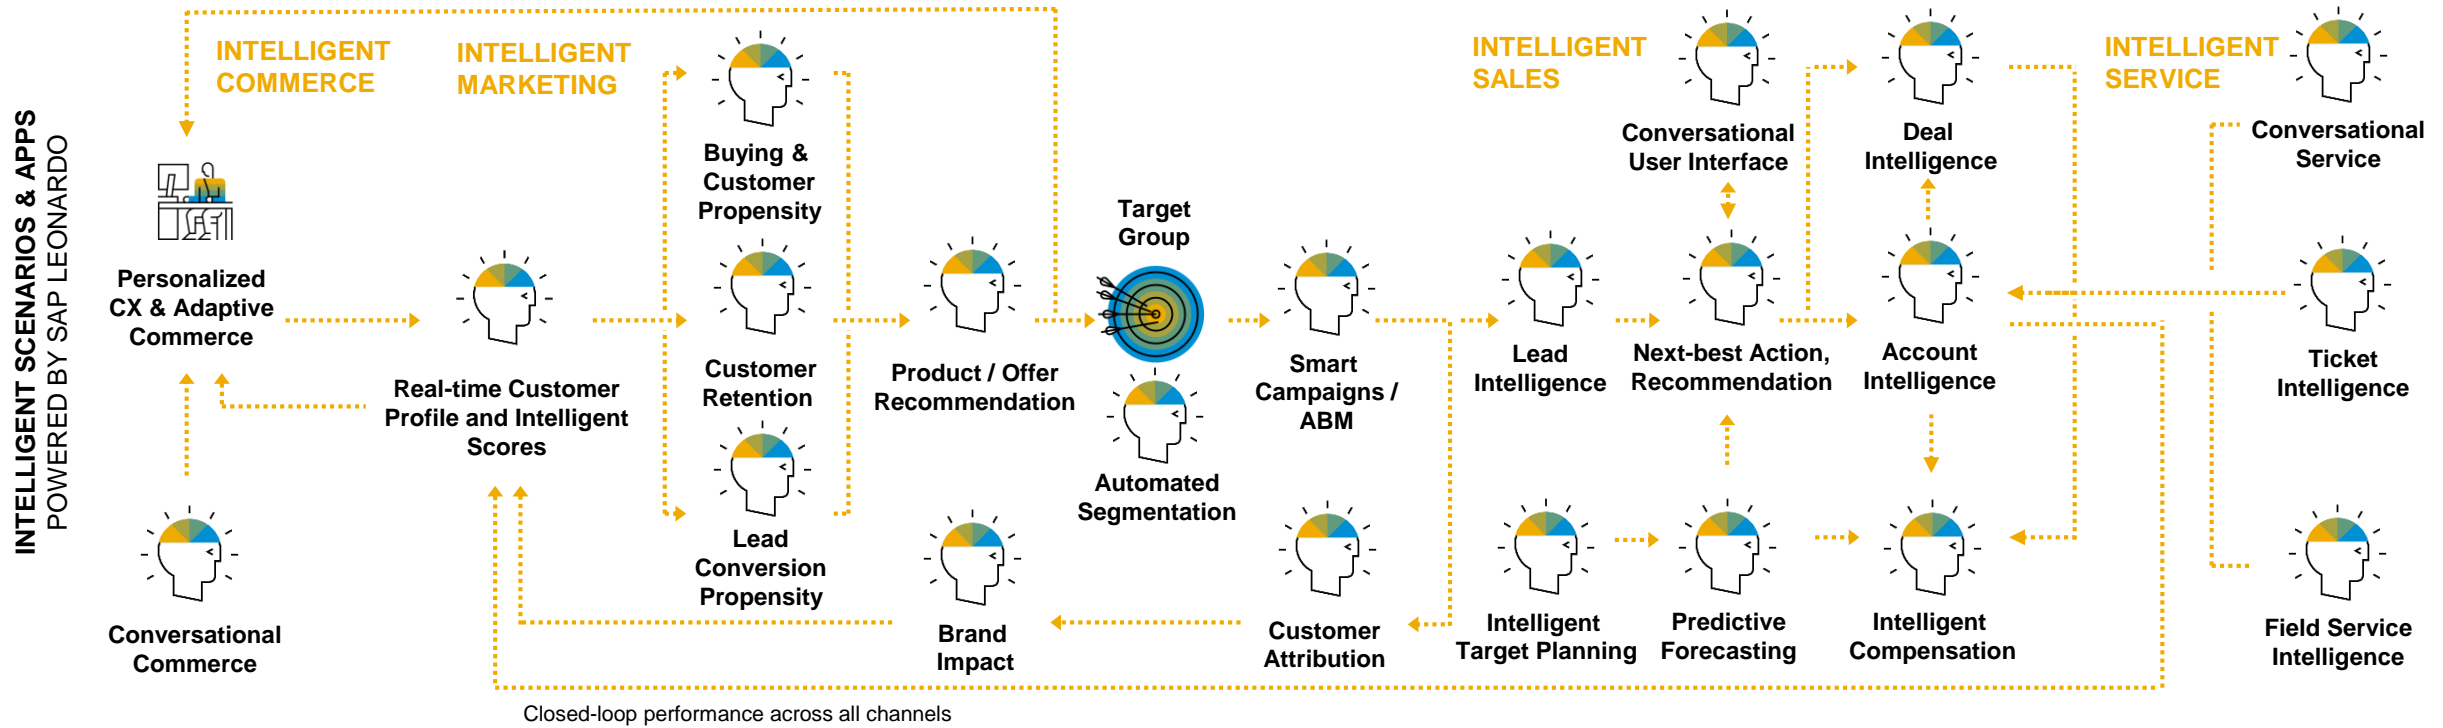 INTELLIGENT SCENARIOS & APPS
POWERED BY SAP LEONARDO
INTELLIGENT
COMMERCE
Personalized
CX & Adaptive
Commerce
Conversational
Commerce
INTELLIGENT
MARKETING
Real-time Customer
Profile and Intelligent
Scores
Buying &
Customer
Propensity
Customer
Retention
Lead
Conversion
Propensity
Product / Offer
Recommendation
Brand
Impact
Target
Group
Automated
Segmentation
Smart
Campaigns /
ABM
Customer
Attribution
INTELLIGENT
SALES
Conversational
User Interface
Deal
Intelligence
Lead
Intelligence
Next-best Action,
Recommendation
Account
Intelligence
Intelligent
Target Planning
Predictive
Forecasting
Intelligent
Compensation
INTELLIGENT
SERVICE
Conversational
Service
Ticket
Intelligence
Field Service
Intelligence
Closed-loop performance across all channels